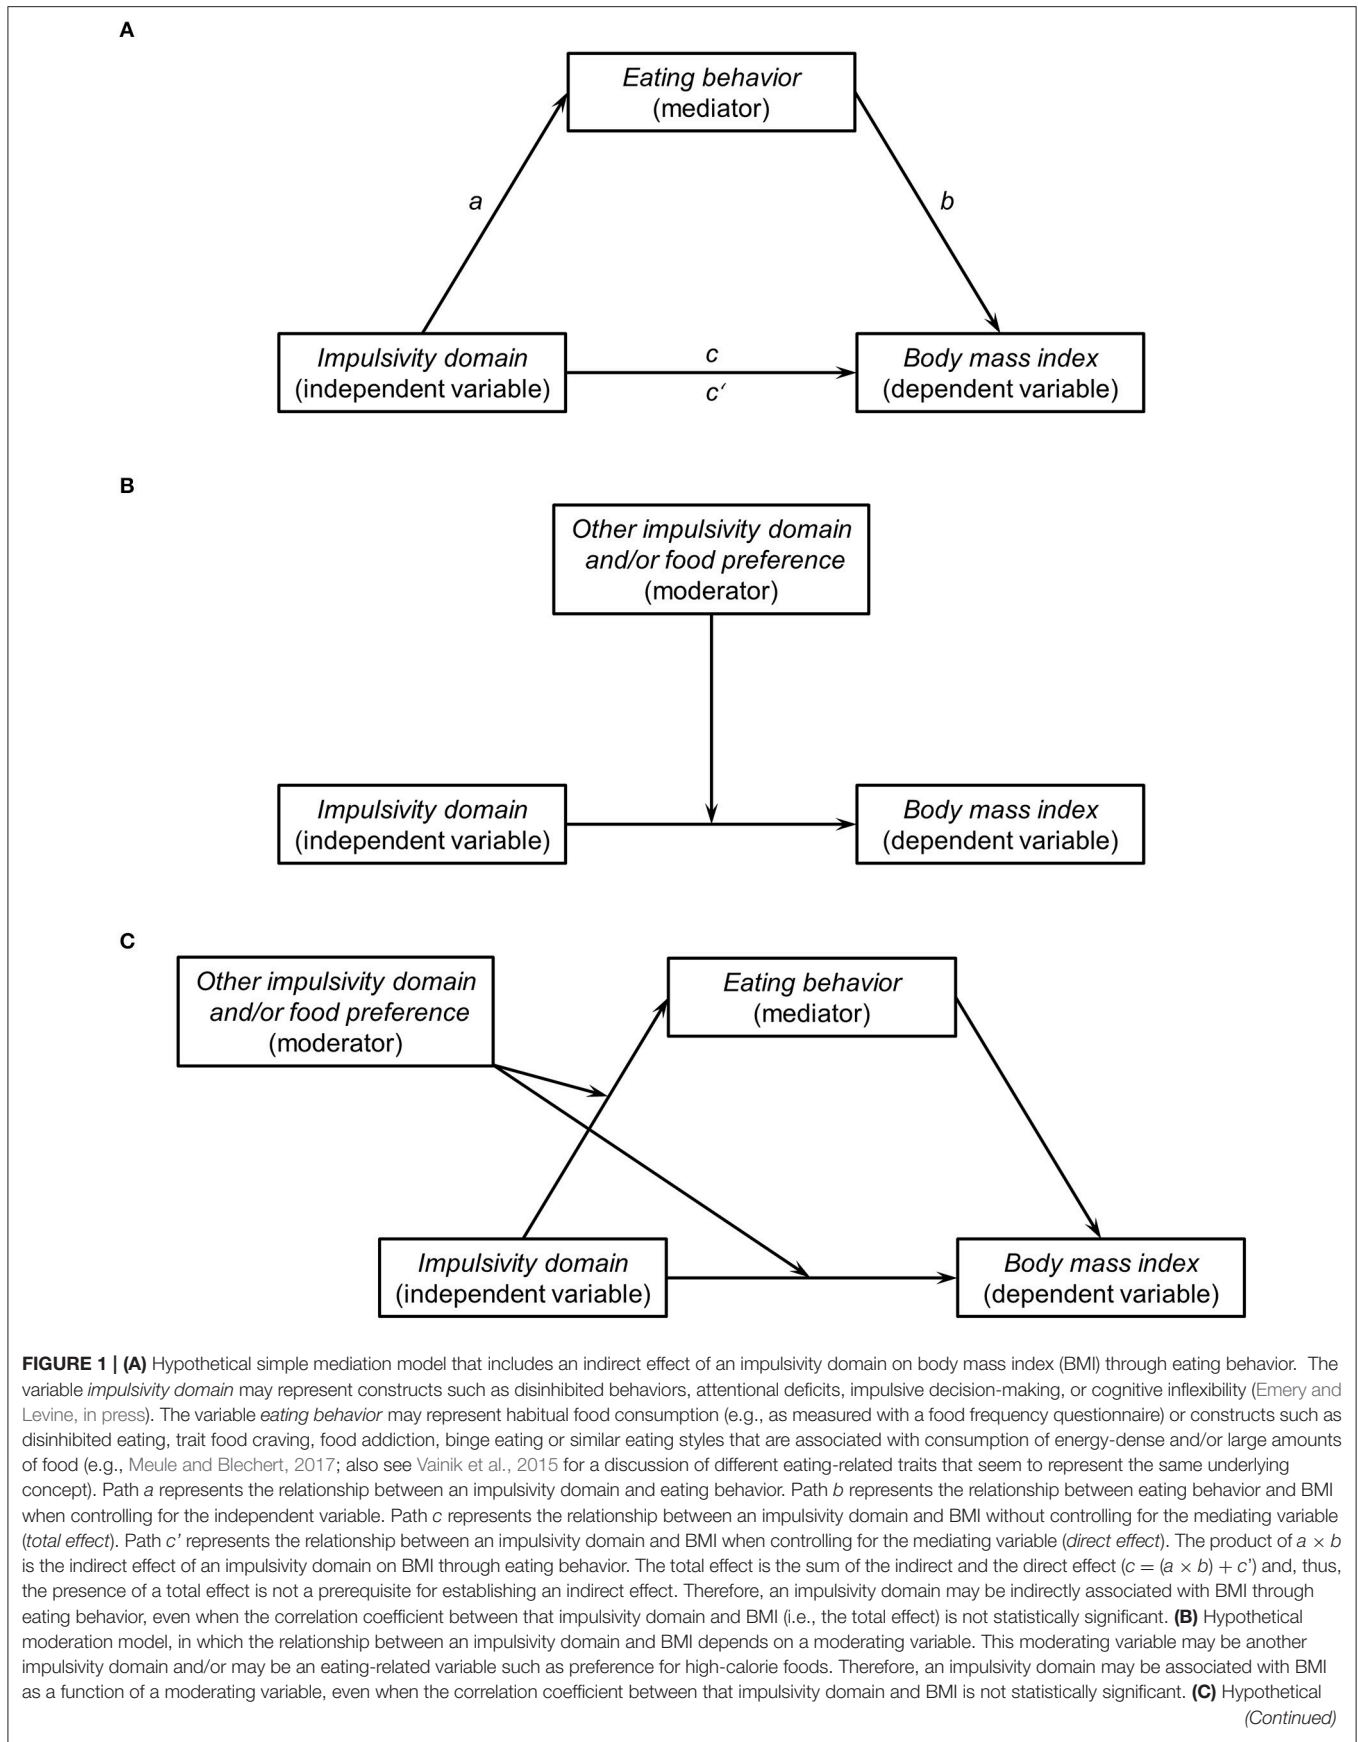 A
Eating behavior
(mediator)
a
b
Impulsivity domain
(independent variable)
c
c′
Body mass index
(dependent variable)
B
Other impulsivity domain
and/or food preference
(moderator)
Impulsivity domain
(independent variable)
Body mass index
(dependent variable)
C
Other impulsivity domain
and/or food preference
(moderator)
Eating behavior
(mediator)
Impulsivity domain
(independent variable)
Body mass index
(dependent variable)
FIGURE 1 | (A) Hypothetical simple mediation model that includes an indirect effect of an impulsivity domain on body mass index (BMI) through eating behavior. The
variable impulsivity domain may represent constructs such as disinhibited behaviors, attentional deficits, impulsive decision-making, or cognitive inflexibility (Emery and
Levine, in press). The variable eating behavior may represent habitual food consumption (e.g., as measured with a food frequency questionnaire) or constructs such as
disinhibited eating, trait food craving, food addiction, binge eating or similar eating styles that are associated with consumption of energy-dense and/or large amounts
of food (e.g., Meule and Blechert, 2017; also see Vainik et al., 2015 for a discussion of different eating-related traits that seem to represent the same underlying
concept). Path a represents the relationship between an impulsivity domain and eating behavior. Path b represents the relationship between eating behavior and BMI
when controlling for the independent variable. Path c represents the relationship between an impulsivity domain and BMI without controlling for the mediating variable
(total effect). Path c' represents the relationship between an impulsivity domain and BMI when controlling for the mediating variable (direct effect). The product of a × b
is the indirect effect of an impulsivity domain on BMI through eating behavior. The total effect is the sum of the indirect and the direct effect (c = (a × b) + c') and, thus,
the presence of a total effect is not a prerequisite for establishing an indirect effect. Therefore, an impulsivity domain may be indirectly associated with BMI through
eating behavior, even when the correlation coefficient between that impulsivity domain and BMI (i.e., the total effect) is not statistically significant. (B) Hypothetical
moderation model, in which the relationship between an impulsivity domain and BMI depends on a moderating variable. This moderating variable may be another
impulsivity domain and/or may be an eating-related variable such as preference for high-calorie foods. Therefore, an impulsivity domain may be associated with BMI
as a function of a moderating variable, even when the correlation coefficient between that impulsivity domain and BMI is not statistically significant. (C) Hypothetical
(Continued)